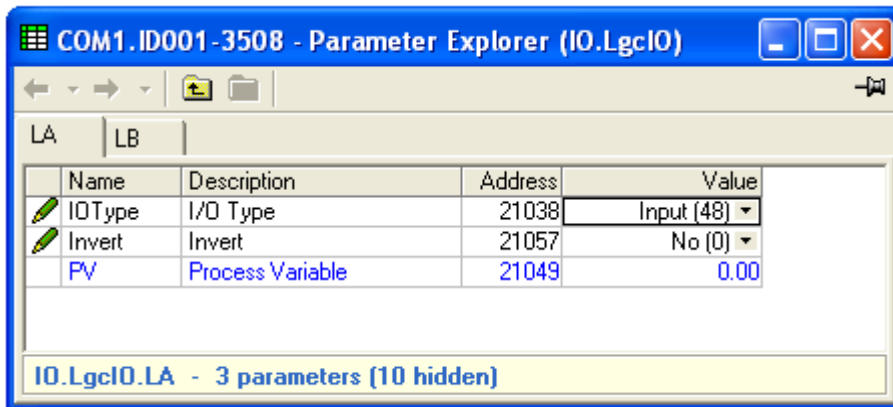 COM1.ID001-3508 - Parameter Explorer (IO.LgcIO)
LA LB
Name Description Address Value
IOType I/O Type 21038 Input (48)
Invert Invert 21057 No (0)
PV Process Variable 21049 0.00
IO.LgcIO.LA - 3 parameters (10 hidden)